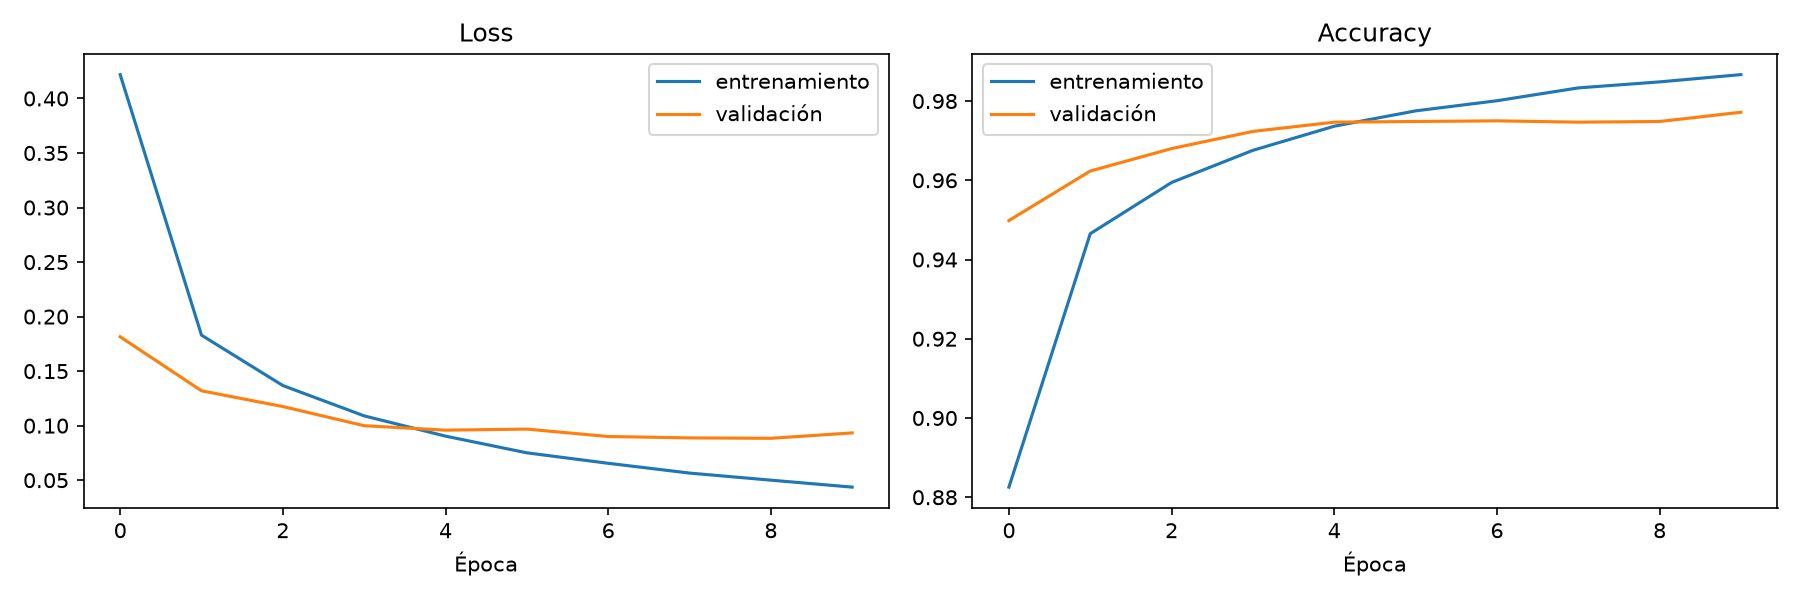 Loss
entrenamiento
validación
0.40
0.35
0.30
0.25
0.20
0.15
0.10
0.05
0 2 4 6 8
Época
Accuracy
entrenamiento
validación
0.98
0.96
0.94
0.92
0.90
0.88
0 2 4 6 8
Época